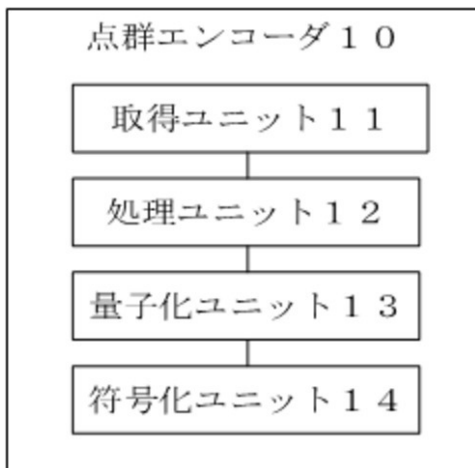 点群エンコーダ１０
取得ユニット１１
処理ユニット１２
量子化ユニット１３
符号化ユニット１４